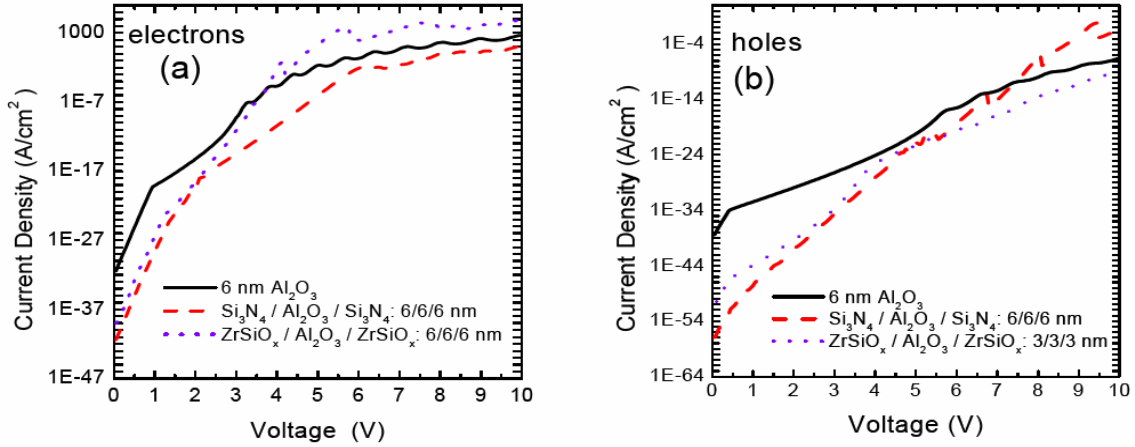 electrons
(a)
1000
1E-7
1E-17
1E-27
1E-37
1E-47
Current Density (A/cm²)
6 nm Al₂O₃
Si₃N₄ / Al₂O₃ / Si₃N₄: 6/6/6 nm
ZrSiOₓ / Al₂O₃ / ZrSiOₓ: 6/6/6 nm
0 1 2 3 4 5 6 7 8 9 10
Voltage (V)
holes
(b)
1E-4
1E-14
1E-24
1E-34
1E-44
1E-54
1E-64
Current Density (A/cm²)
6 nm Al₂O₃
Si₃N₄ / Al₂O₃ / Si₃N₄: 6/6/6 nm
ZrSiOₓ / Al₂O₃ / ZrSiOₓ: 3/3/3 nm
0 1 2 3 4 5 6 7 8 9 10
Voltage (V)